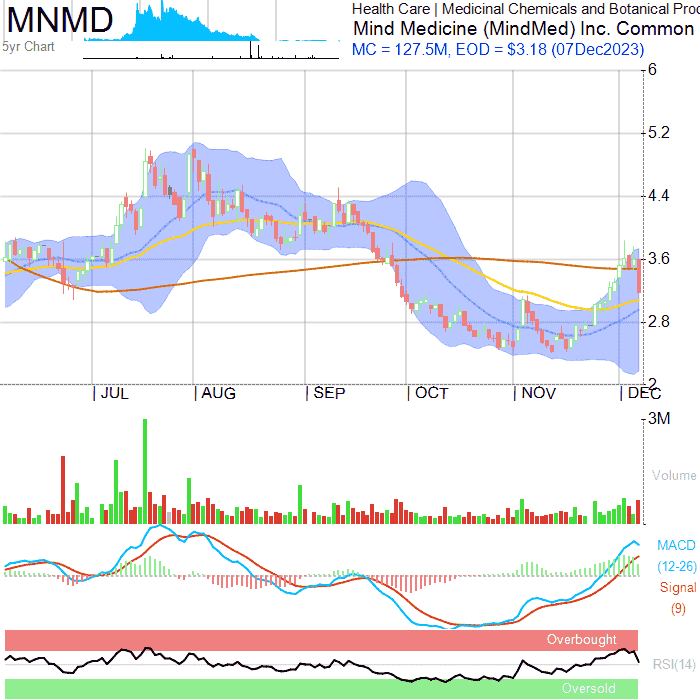 MNMD
5yr Chart
Health Care | Medicinal Chemicals and Botanical Pro
Mind Medicine (MindMed) Inc. Common
MC = 127.5M, EOD = $3.18 (07Dec2023)
6
5.2
4.4
3.6
2.8
2
JUL AUG SEP OCT NOV DEC
3M
Volume
MACD
(12-26)
Signal
(9)
Overbought
RSI(14)
Oversold